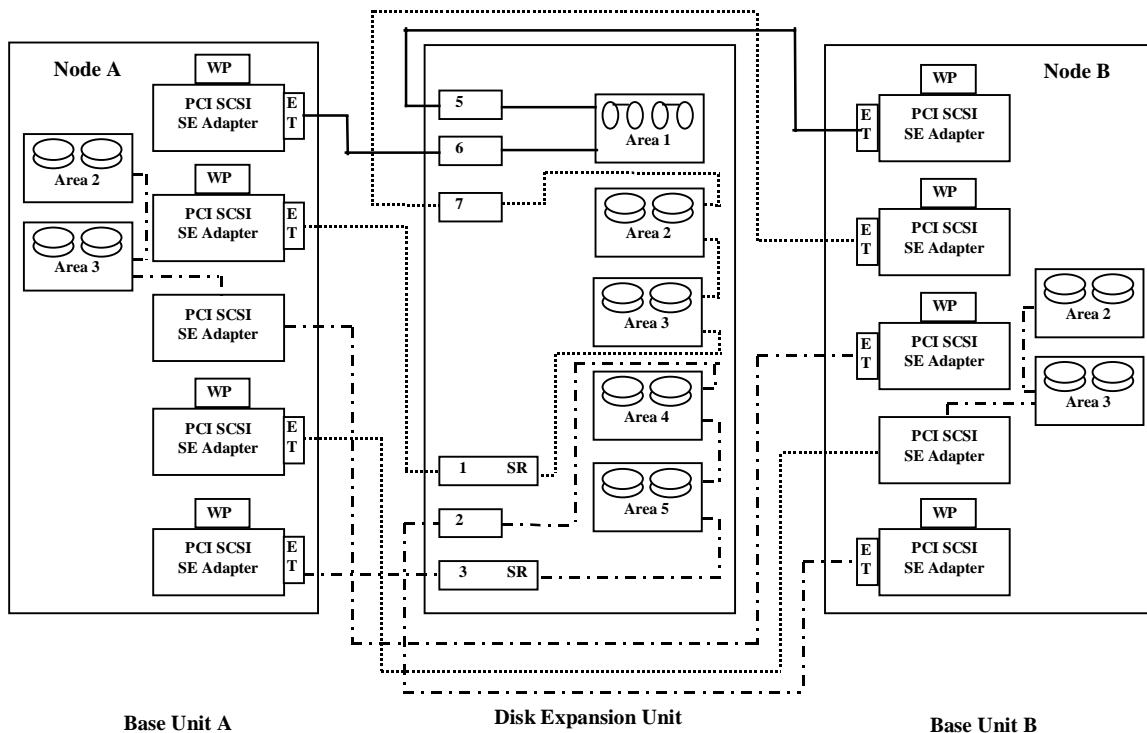 Node A
WP
PCI SCSI
SE Adapter
E
T
Area 2
WP
PCI SCSI
SE Adapter
E
T
Area 3
PCI SCSI
SE Adapter
WP
PCI SCSI
SE Adapter
E
T
WP
PCI SCSI
SE Adapter
E
T
Base Unit A
5
6
7
Area 1
Area 2
Area 3
Area 4
Area 5
1 SR
2
3 SR
Disk Expansion Unit
Node B
WP
E
T
PCI SCSI
SE Adapter
WP
E
T
PCI SCSI
SE Adapter
WP
E
T
PCI SCSI
SE Adapter
Area 2
Area 3
PCI SCSI
SE Adapter
WP
E
T
PCI SCSI
SE Adapter
Base Unit B